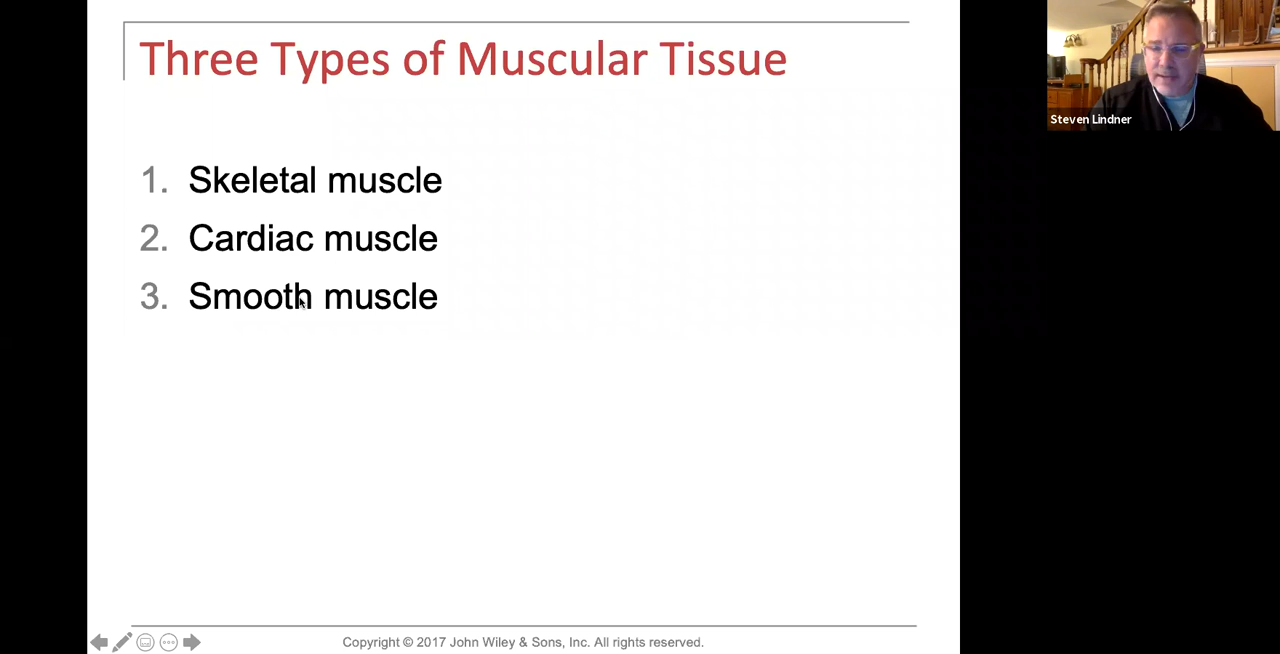 Three Types of Muscular Tissue
Steven Lindner
1. Skeletal muscle
2. Cardiac muscle
3. Smooth muscle
Copyright © 2017 John Wiley & Sons, Inc. All rights reserved.